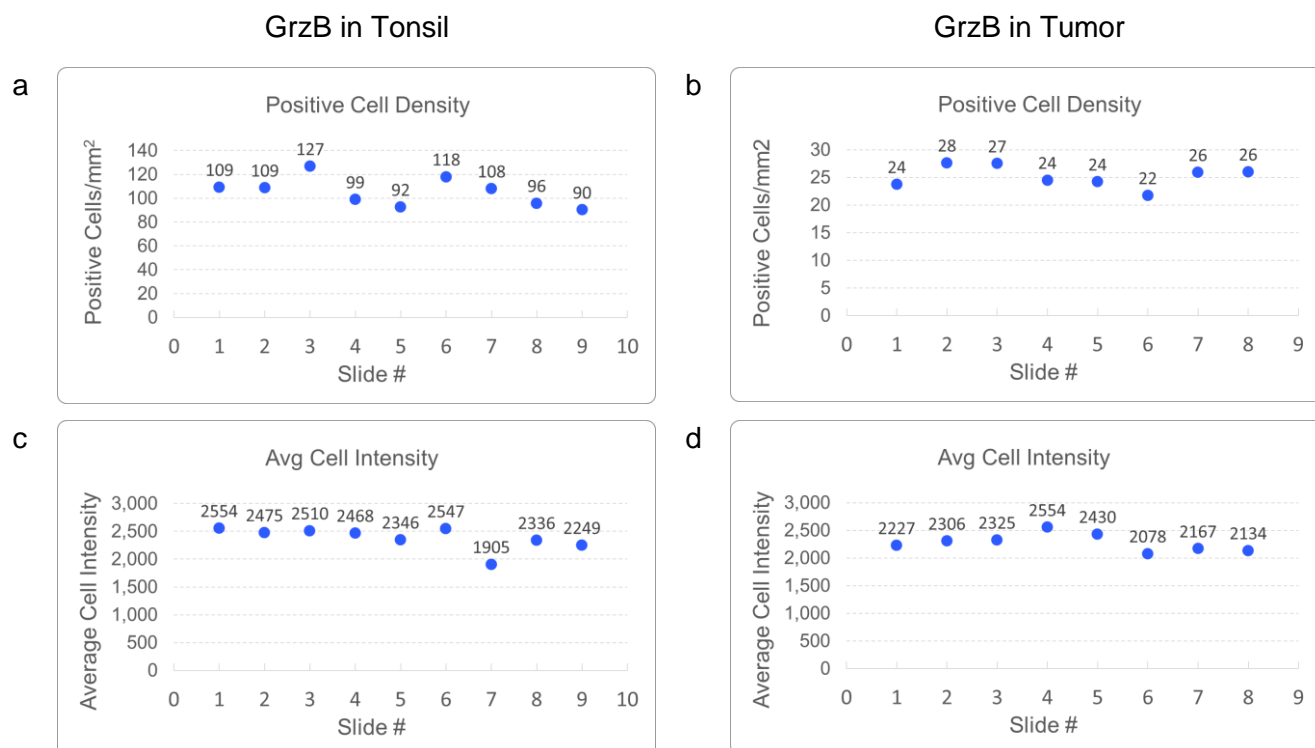 GrzB in Tonsil
GrzB in Tumor
a
Positive Cell Density
Positive Cells/mm²
140
120
100
80
60
40
20
0
109 109 127 99 92 118 108 96 90
0 1 2 3 4 5 6 7 8 9 10
Slide #
b
Positive Cell Density
Positive Cells/mm2
30
25
20
15
10
5
0
24 28 27 24 24 22 26 26
0 1 2 3 4 5 6 7 8 9
Slide #
c
Avg Cell Intensity
Average Cell Intensity
3,000
2,500
2,000
1,500
1,000
500
0
2554 2475 2510 2468 2346 2547 1905 2336 2249
0 1 2 3 4 5 6 7 8 9 10
Slide #
d
Avg Cell Intensity
Average Cell Intensity
3,000
2,500
2,000
1,500
1,000
500
0
2227 2306 2325 2554 2430 2078 2167 2134
0 1 2 3 4 5 6 7 8 9
Slide #